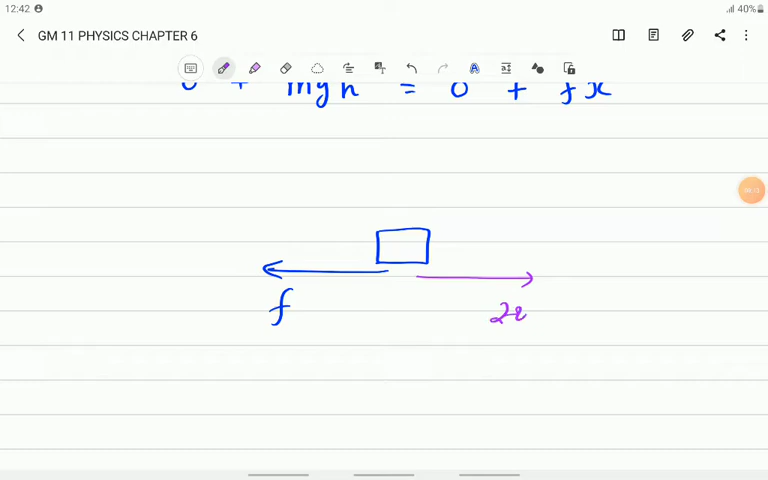 12:42 40%
GM 11 PHYSICS CHAPTER 6
0 + mgh = 0 + fx
f